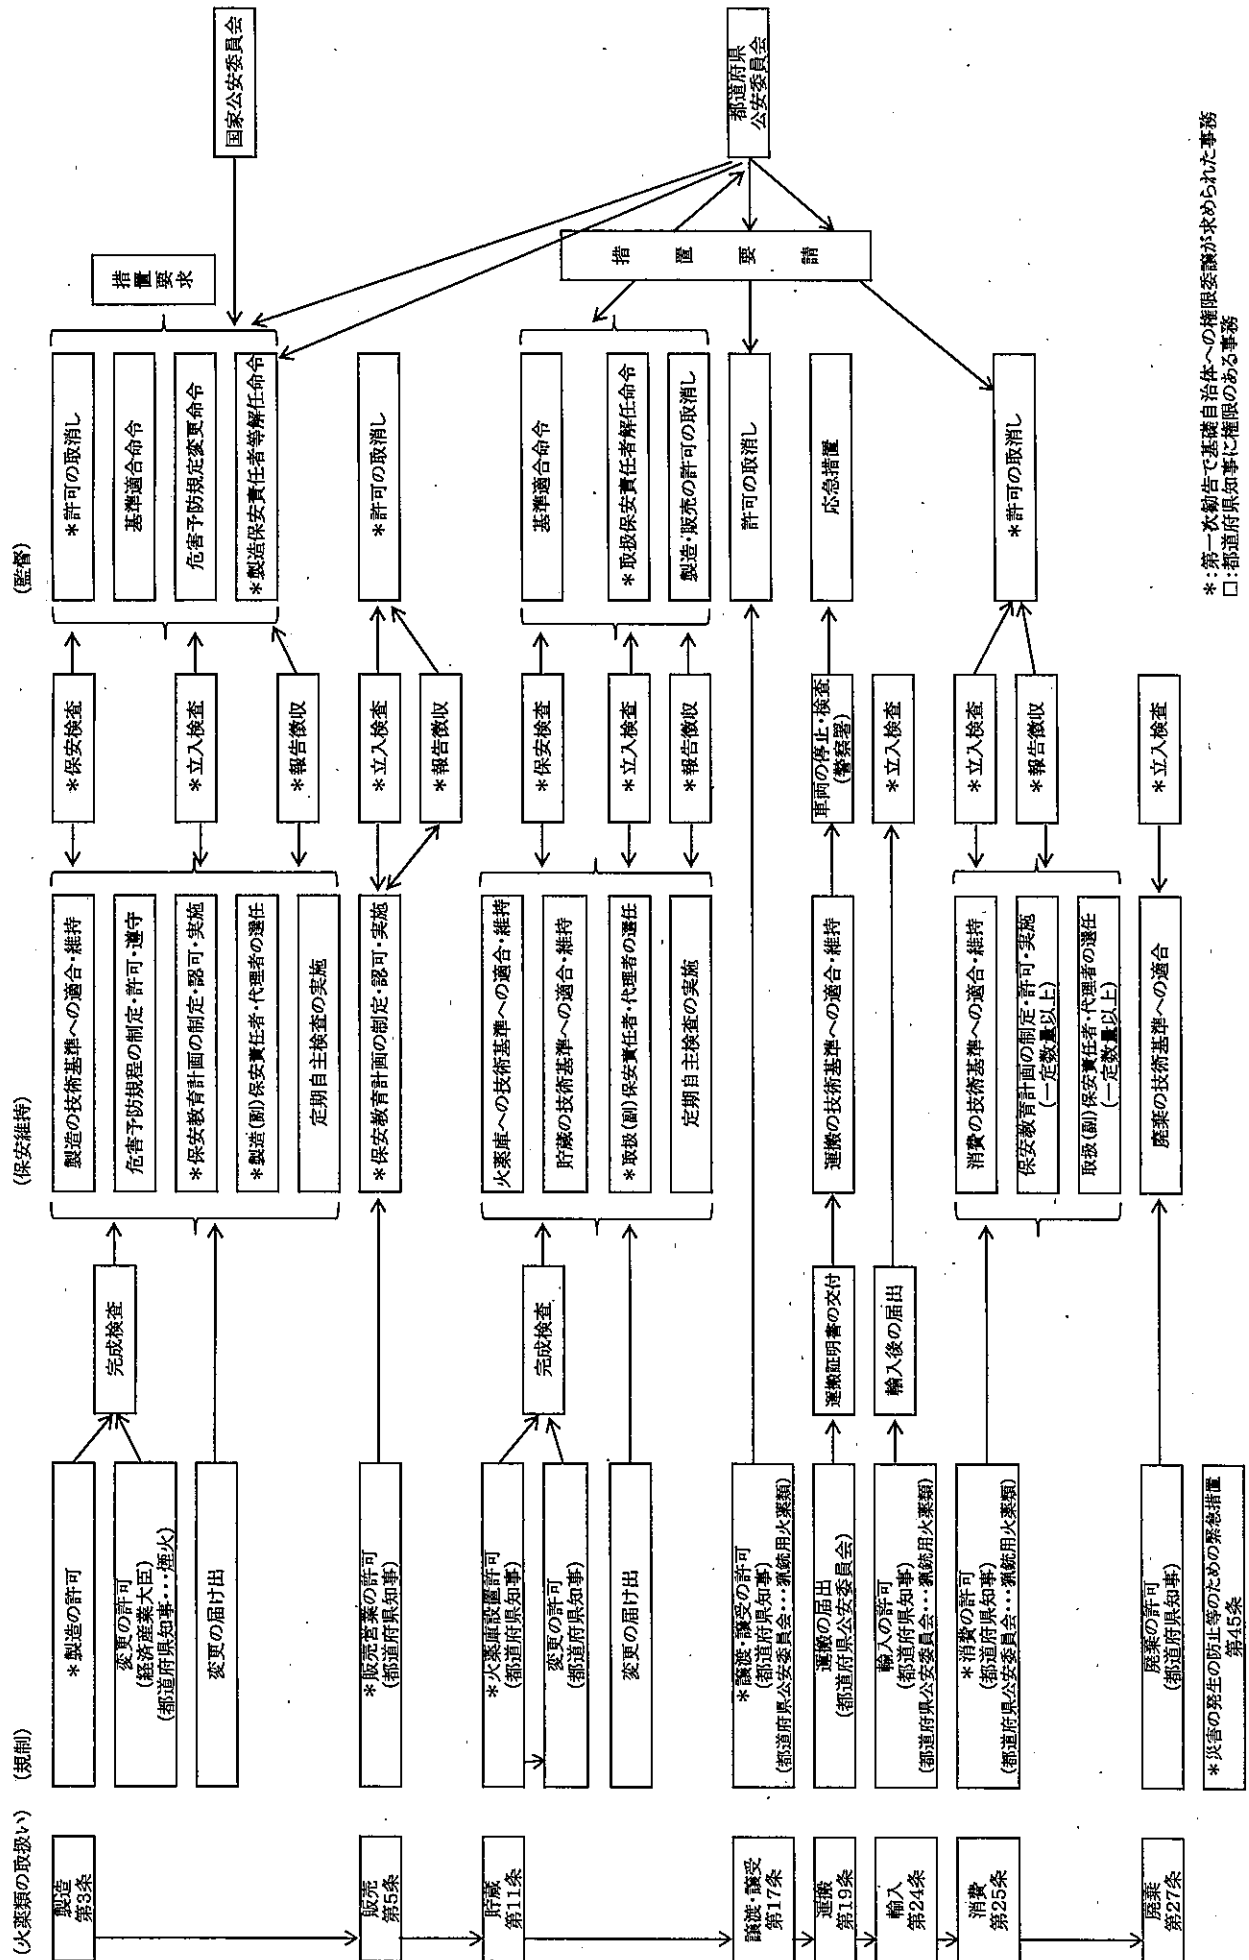 (火薬類の取扱い)
(規制)
(保安維持)
(監督)
製造
第3条
*製造の許可
変更の許可
(経済産業大臣)
(都道府県知事・・・煙火)
変更の届け出
完成検査
製造の技術基準への適合・維持
危害予防規程の制定・許可・遵守
*保安教育計画の制定・認可・実施
*製造(副)保安責任者・代理者の選任
定期自主検査の実施
*保安検査
*立入検査
*報告徴収
*許可の取消し
基準適合命令
危害予防規定変更命令
*製造保安責任者等解任命令
措置
要求
国家公安委員会
販売
第5条
*販売営業の許可
(都道府県知事)
*保安教育計画の制定・認可・実施
*立入検査
*報告徴収
*許可の取消し
貯蔵
第11条
*火薬庫設置許可
(都道府県知事)
変更の許可
(都道府県知事)
変更の届け出
完成検査
火薬庫への技術基準への適合・維持
貯蔵の技術基準への適合・維持
*取扱(副)保安責任者・代理者の選任
定期自主検査の実施
*保安検査
*立入検査
*報告徴収
基準適合命令
*取扱保安責任者解任命令
製造・販売の許可の取消し
措置要請
都道府県
公安委員会
譲渡・譲受
第17条
*譲渡・譲受の許可
(都道府県知事)
(都道府県公安委員会・・・猟銃用火薬類)
許可の取消し
運搬
第19条
運搬の届出
(都道府県公安委員会)
運搬証明書の交付
運搬の技術基準への適合・維持
車両の停止・検査
(警察署)
応急措置
輸入
第24条
輸入の許可
(都道府県知事)
(都道府県公安委員会・・・猟銃用火薬類)
輸入後の届出
*立入検査
消費
第25条
*消費の許可
(都道府県知事)
(都道府県公安委員会・・・猟銃用火薬類)
消費の技術基準への適合・維持
保安教育計画の制定・許可・実施
(一定数量以上)
取扱(副)保安責任者・代理者の選任
(一定数量以上)
*立入検査
*報告徴収
*許可の取消し
廃棄
第27条
廃棄の許可
(都道府県知事)
廃棄の技術基準への適合
*立入検査
*災害の発生の防止等のための緊急措置
第45条
*:第一次勧告で基礎自治体への権限委譲が求められた事務
□:都道府県知事に権限のある事務